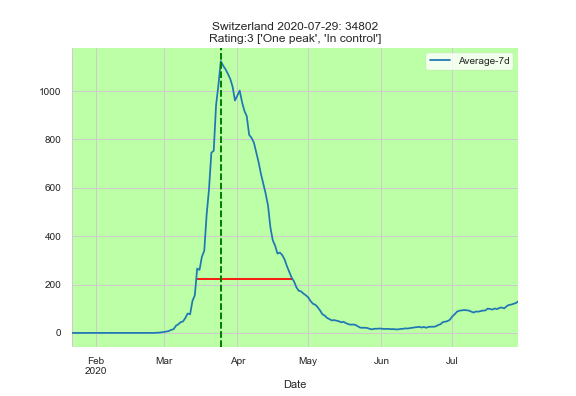 Switzerland 2020-07-29: 34802
Rating:3 ['One peak', 'In control']
Average-7d
1000
800
600
400
200
0
Feb
2020
Mar
Apr
May
Jun
Jul
Date